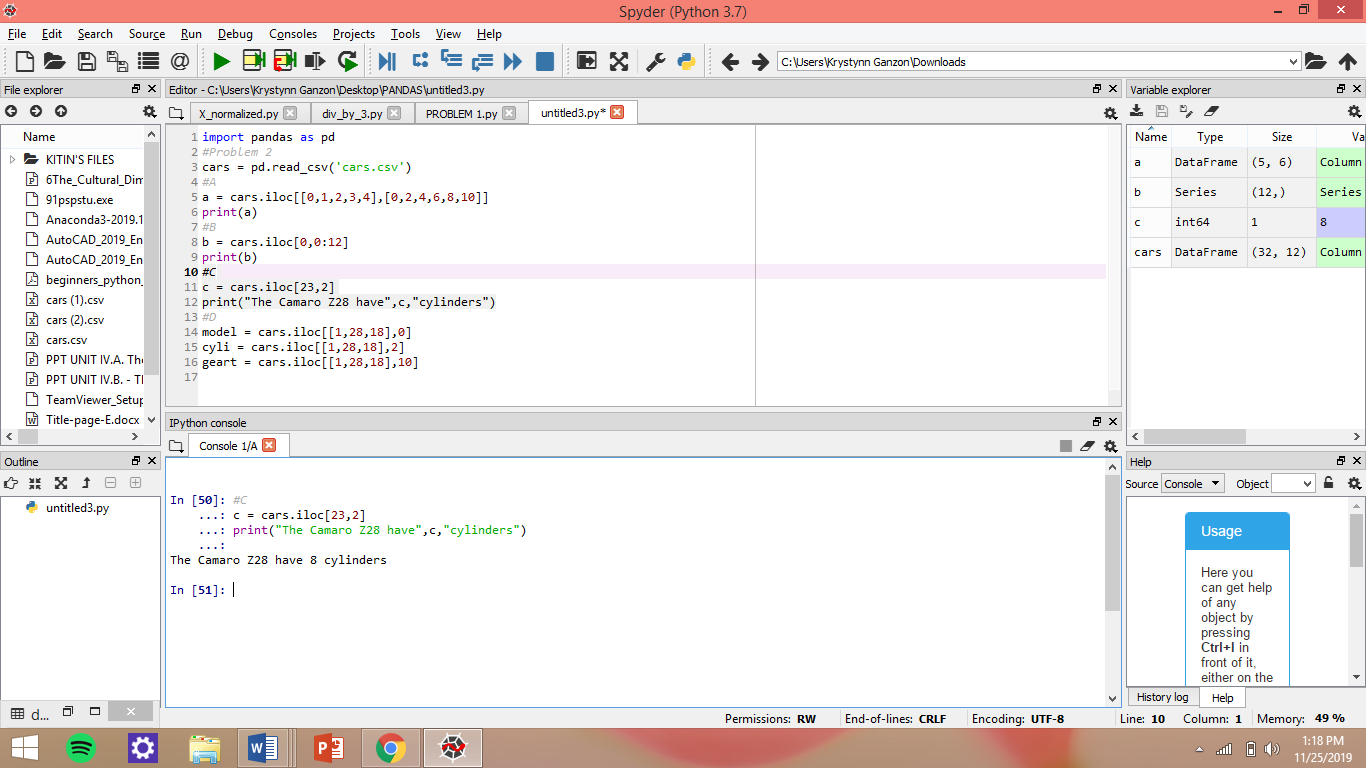 Spyder (Python 3.7)
File Edit Search Source Run Debug Consoles Projects Tools View Help
C:\Users\Krystynn Ganzon\Downloads
File explorer
Name
KITIN'S FILES
6The_Cultural_Dim
91pspstu.exe
Anaconda3-2019.1
AutoCAD_2019_En
AutoCAD_2019_En
beginners_python_
cars (1).csv
cars (2).csv
cars.csv
PPT UNIT IV.A. The
PPT UNIT IV.B. - Tl
TeamViewer_Setup
Title-page-E.docx
Outline
untitled3.py
d...
Editor - C:\Users\Krystynn Ganzon\Desktop\PANDAS\untitled3.py
X_normalized.py div_by_3.py PROBLEM 1.py untitled3.py*
1 import pandas as pd
2 #Problem 2
3 cars = pd.read_csv('cars.csv')
4 #A
5 a = cars.iloc[[0,1,2,3,4],[0,2,4,6,8,10]]
6 print(a)
7 #B
8 b = cars.iloc[0,0:12]
9 print(b)
10 #C
11 c = cars.iloc[23,2]
12 print("The Camaro Z28 have",c,"cylinders")
13 #D
14 model = cars.iloc[[1,28,18],0]
15 cyli = cars.iloc[[1,28,18],2]
16 geart = cars.iloc[[1,28,18],10]
17
IPython console
Console 1/A
In [50]: #C
...: c = cars.iloc[23,2]
...: print("The Camaro Z28 have",c,"cylinders")
...:
The Camaro Z28 have 8 cylinders
In [51]:
Variable explorer
Name Type Size Va
a DataFrame (5, 6) Column
b Series (12,) Series
c int64 1 8
cars DataFrame (32, 12) Column
Help
Source Console Object
Usage
Here you
can get help
of any
object by
pressing
Ctrl+I in
front of it,
either on the
History log Help
Permissions: RW End-of-lines: CRLF Encoding: UTF-8 Line: 10 Column: 1 Memory: 49 %
1:18 PM
11/25/2019